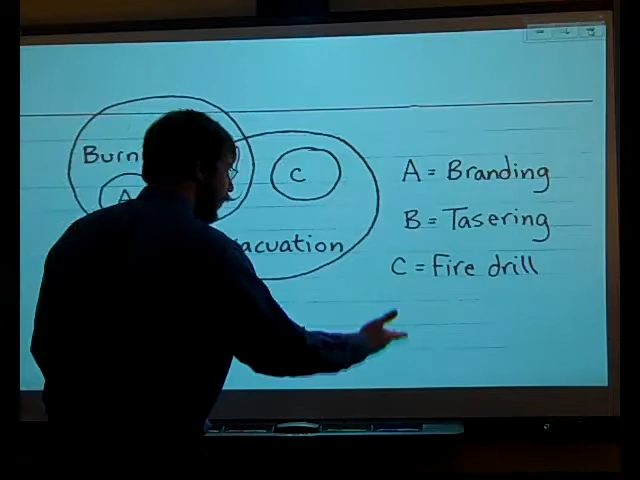 Burn
A
C
acuation
A = Branding
B = Tasering
C = Fire drill